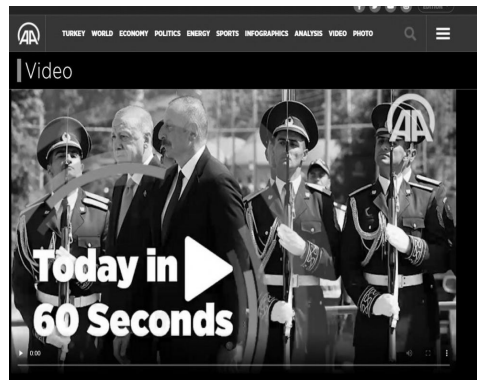 AA
TURKEY WORLD ECONOMY POLITICS ENERGY SPORTS INFOGRAPHICS ANALYSIS VIDEO PHOTO
Video
AA
Today in
60 Seconds
0:00